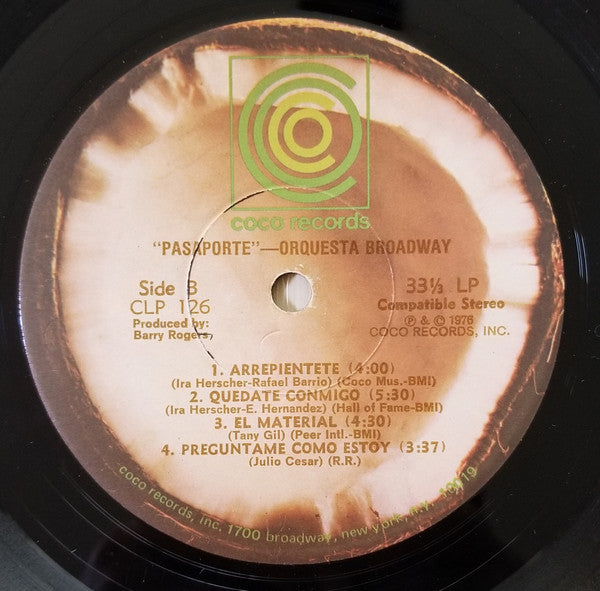 coco records
"PASAPORTE"—ORQUESTA BROADWAY
Side B
CLP 126
Produced by:
Barry Rogers
33⅓ LP
Compatible Stereo
℗ & © 1976
COCO RECORDS, INC.
1. ARREPIENTETE (4:00)
(Ira Herscher-Rafael Barrio) (Coco Mus.-BMI)
2. QUEDATE CONMIGO (5:30)
(Ira Herscher-E. Hernandez) (Hall of Fame-BMI)
3. EL MATERIAL (4:30)
(Tany Gil) (Peer Intl.-BMI)
4. PREGUNTAME COMO ESTOY (3:37)
(Julio Cesar) (R.R.)
coco records, inc. 1700 broadway, new york, n.y. 10019